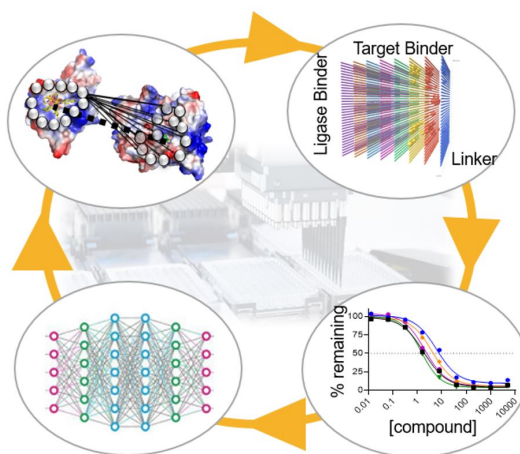 Target Binder
Ligase Binder
Linker
% remaining
100
75
50
25
0
0.01
0.1
1
10
100
1000
10000
[compound]